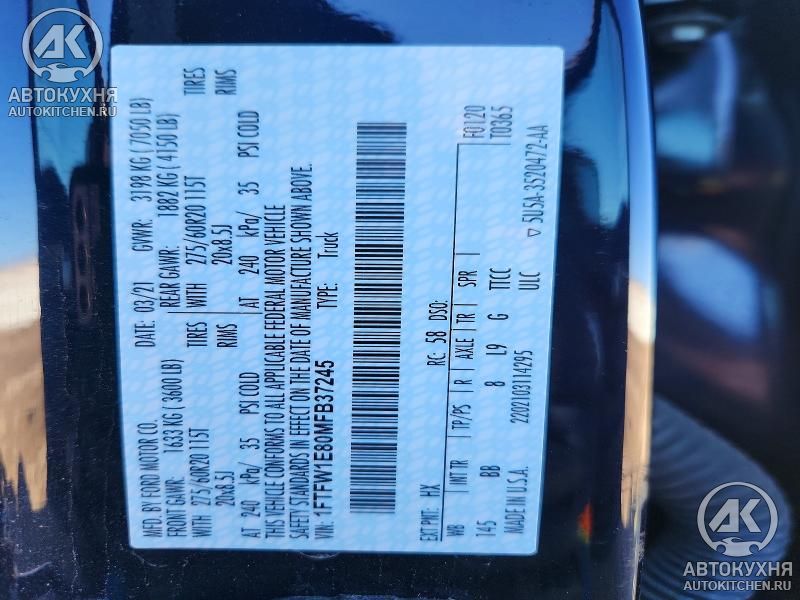 MFD. BY FORD MOTOR CO.
DATE: 03/21 GVWR: 3198 KG (7050 LB)
FRONT GAWR: 1633 KG (3600 LB) REAR GAWR: 1882 KG (4150 LB)
WITH 275/60R20 115T TIRES WITH 275/60R20 115T TIRES
20x8.5J RIMS 20x8.5J RIMS
AT 240 kPa/ 35 PSI COLD AT 240 kPa/ 35 PSI COLD
THIS VEHICLE CONFORMS TO ALL APPLICABLE FEDERAL MOTOR VEHICLE
SAFETY STANDARDS IN EFFECT ON THE DATE OF MANUFACTURE SHOWN ABOVE.
VIN: 1FTFW1E80MFB37245 TYPE: Truck
F0120
EXT PNT: HX RC: 58 DSO: T0365
WB INT TR TP/PS R AXLE TR SPR
145 BB 8 L9 G TTCC
2202103114295 ULC
MADE IN U.S.A. ▽ 5U5A-3520472-AA
AK
АВТОКУХНЯ
AUTOKITCHEN.RU
AK
АВТОКУХНЯ
AUTOKITCHEN.RU